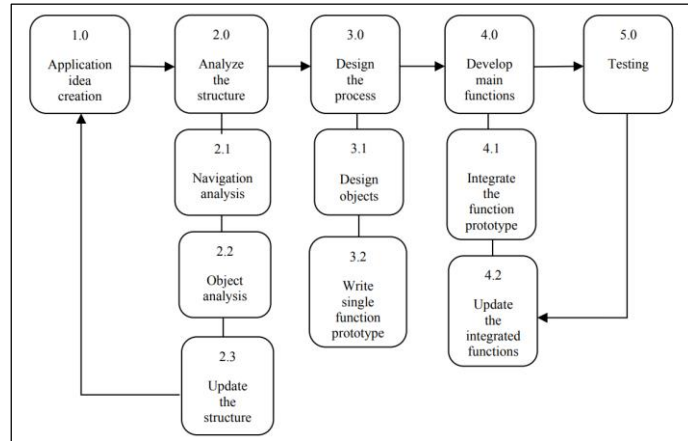 1.0
Application
idea
creation
2.0
Analyze
the
structure
3.0
Design
the
process
4.0
Develop
main
functions
5.0
Testing
2.1
Navigation
analysis
3.1
Design
objects
4.1
Integrate
the
function
prototype
2.2
Object
analysis
3.2
Write
single
function
prototype
4.2
Update
the
integrated
functions
2.3
Update
the
structure